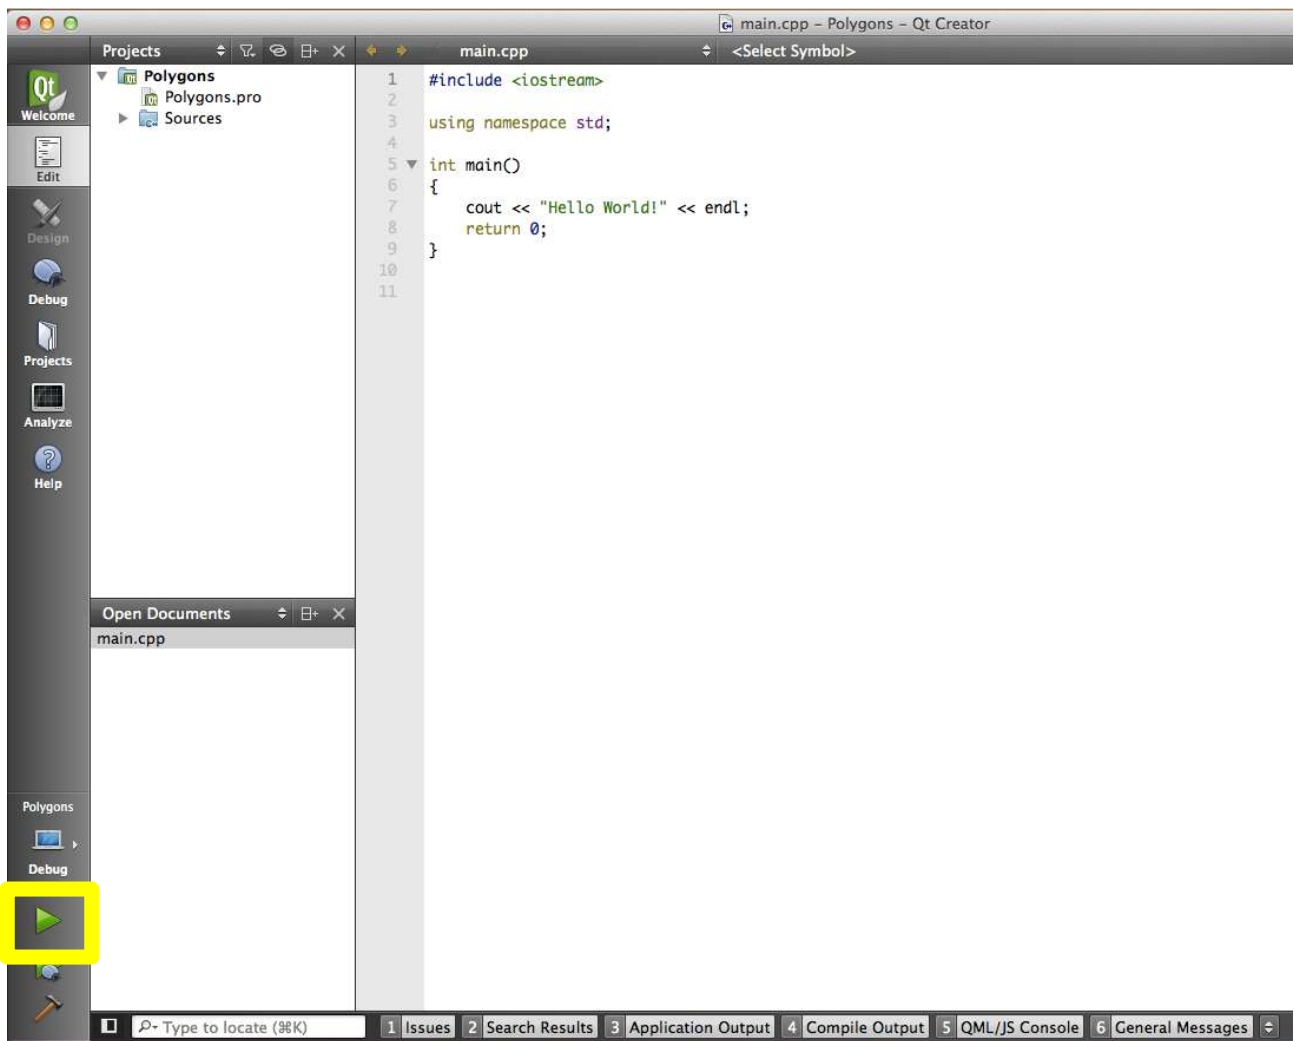 main.cpp – Polygons – Qt Creator
Projects
main.cpp
<Select Symbol>
Qt
Welcome
Edit
Design
Debug
Projects
Analyze
Help
Polygons
Polygons.pro
Sources
1 #include <iostream>
2
3 using namespace std;
4
5 int main()
6 {
7 cout << "Hello World!" << endl;
8 return 0;
9 }
10
11
Open Documents
main.cpp
Polygons
Debug
Type to locate (⌘K)
1 Issues 2 Search Results 3 Application Output 4 Compile Output 5 QML/JS Console 6 General Messages